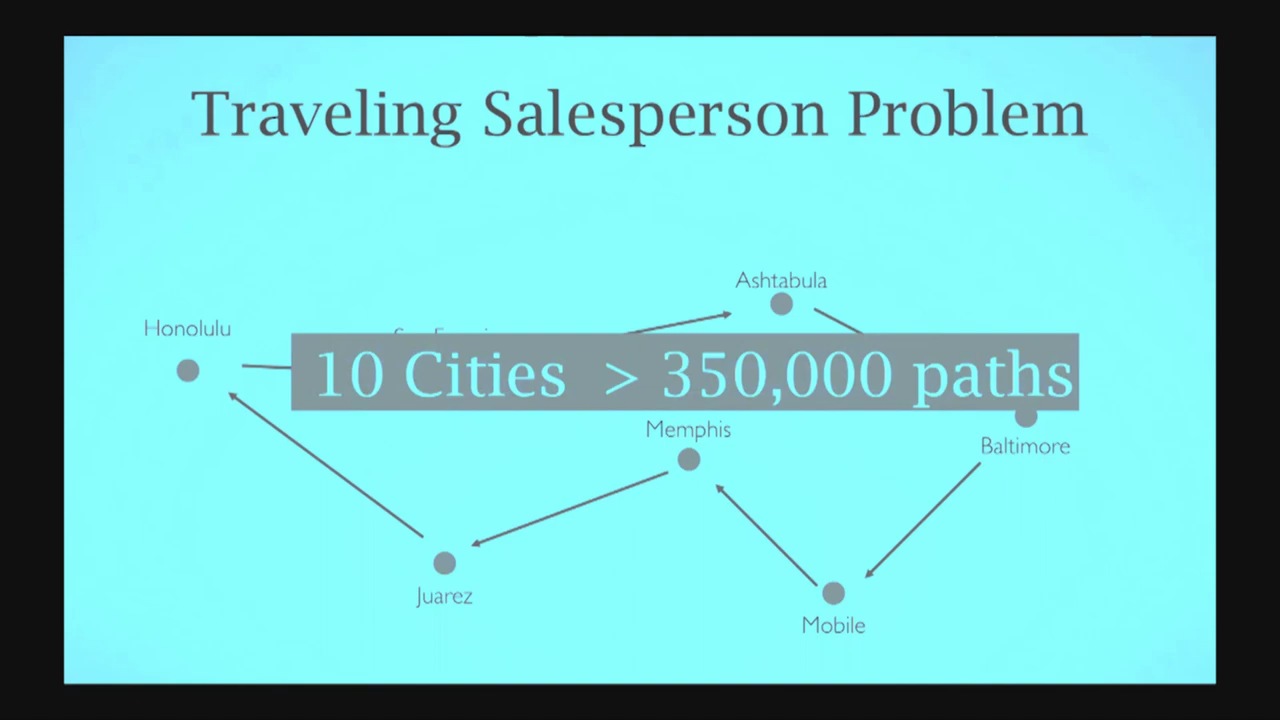 Traveling Salesperson Problem
Ashtabula
Honolulu
10 Cities > 350,000 paths
Memphis
Baltimore
Juarez
Mobile